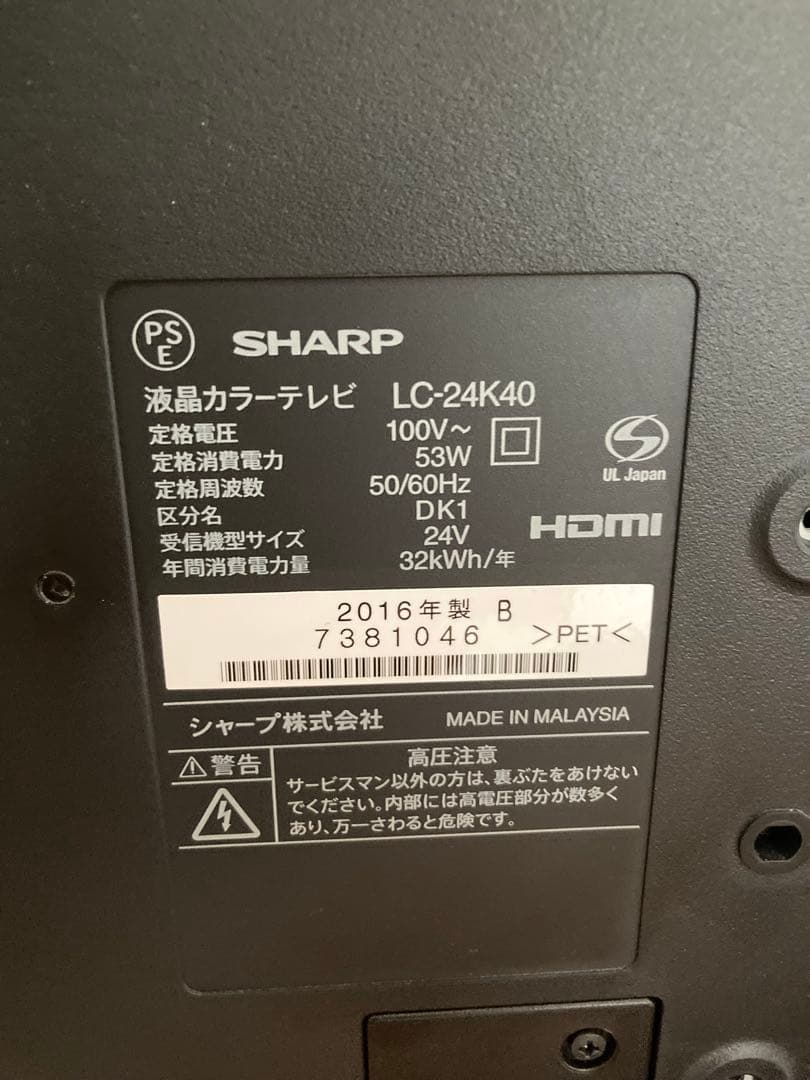 PS
E
SHARP
液晶カラーテレビ LC-24K40
定格電圧 100V～
定格消費電力 53W
定格周波数 50/60Hz
区分名 DK1
受信機型サイズ 24V
年間消費電力量 32kWh/年
UL Japan
HDMI
2016年製 B
7381046 >PET<
シャープ株式会社 MADE IN MALAYSIA
警告
高圧注意
サービスマン以外の方は、裏ぶたをあけない
でください。内部には高電圧部分が数多く
あり、万一さわると危険です。